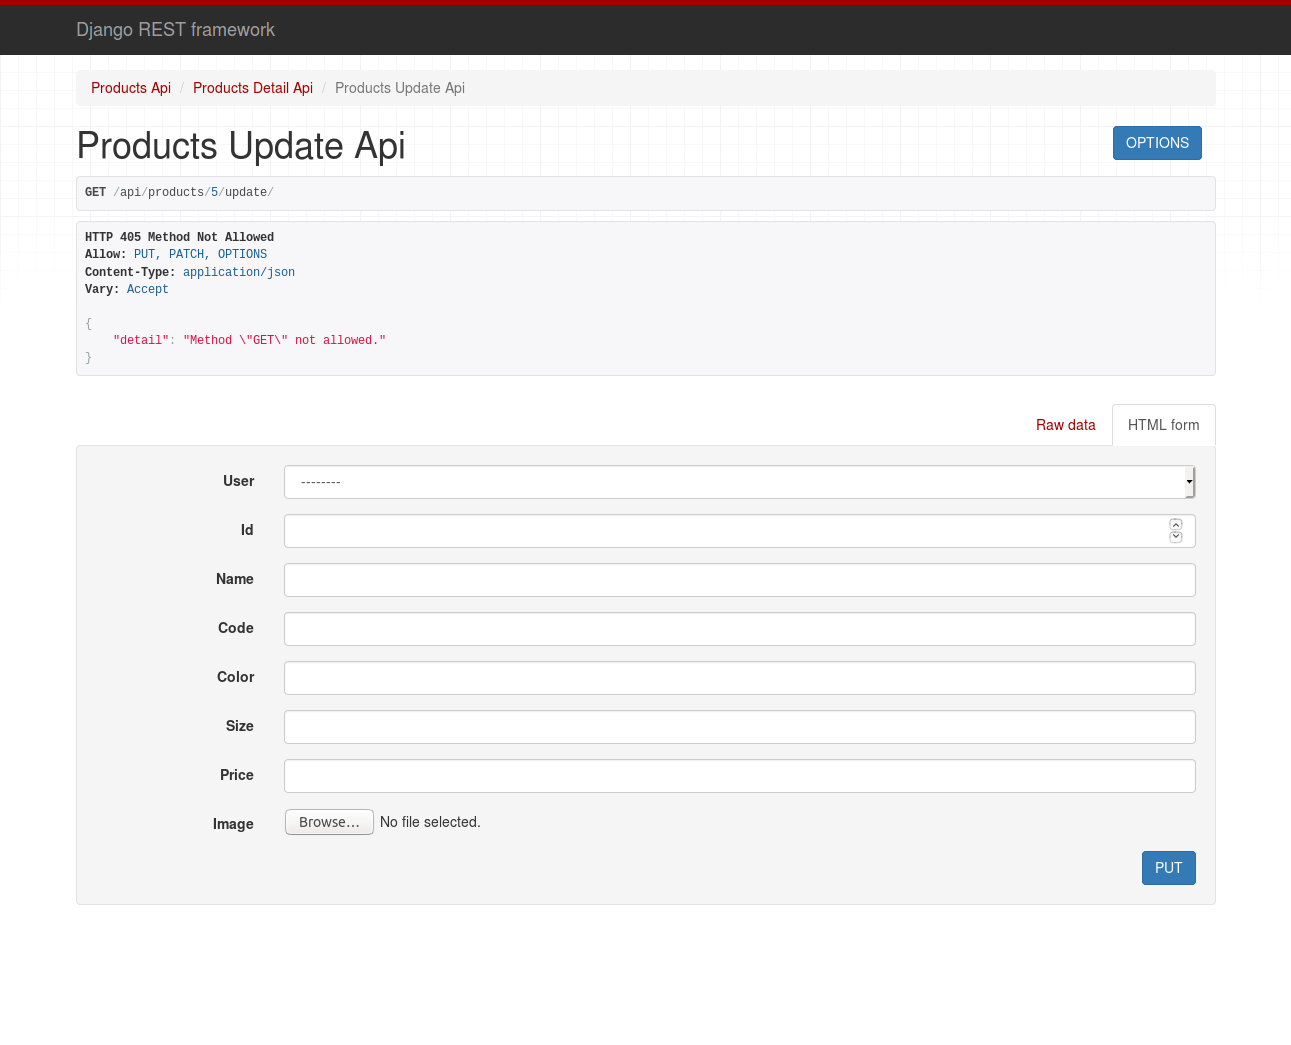 Django REST framework
Products Api / Products Detail Api / Products Update Api
Products Update Api
OPTIONS
GET /api/products/5/update/
HTTP 405 Method Not Allowed
Allow: PUT, PATCH, OPTIONS
Content-Type: application/json
Vary: Accept
{
    "detail": "Method \"GET\" not allowed."
}
Raw data
HTML form
User
--------
Id
Name
Code
Color
Size
Price
Image
Browse… No file selected.
PUT